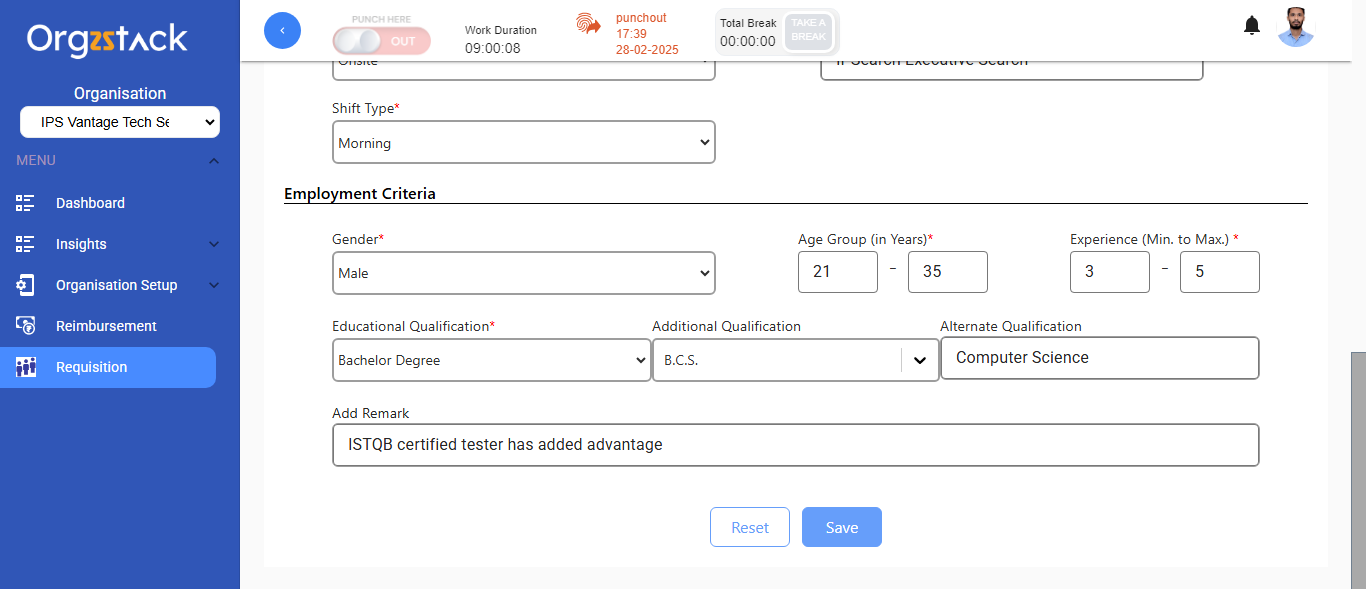 Orgzstack
Organisation
IPS Vantage Tech Se
MENU
Dashboard
Insights
Organisation Setup
Reimbursement
Requisition
PUNCH HERE
OUT
Work Duration
09:00:08
punchout
17:39
28-02-2025
Total Break
00:00:00
TAKE A
BREAK
Onsite
IPSearch Executive Search
Shift Type*
Morning
Employment Criteria
Gender*
Male
Age Group (in Years)*
21 - 35
Experience (Min. to Max.) *
3 - 5
Educational Qualification*
Bachelor Degree
Additional Qualification
B.C.S.
Alternate Qualification
Computer Science
Add Remark
ISTQB certified tester has added advantage
Reset
Save